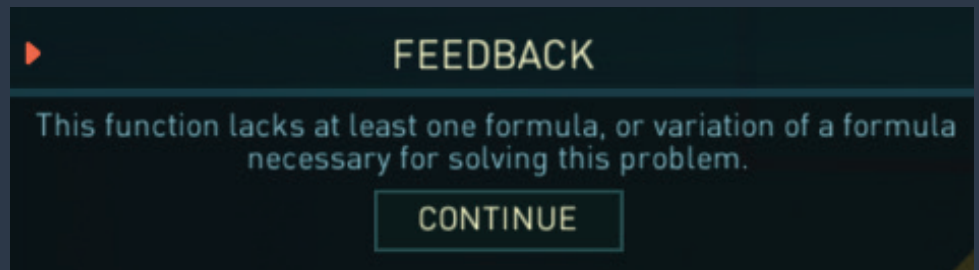 FEEDBACK
This function lacks at least one formula, or variation of a formula
necessary for solving this problem.
CONTINUE